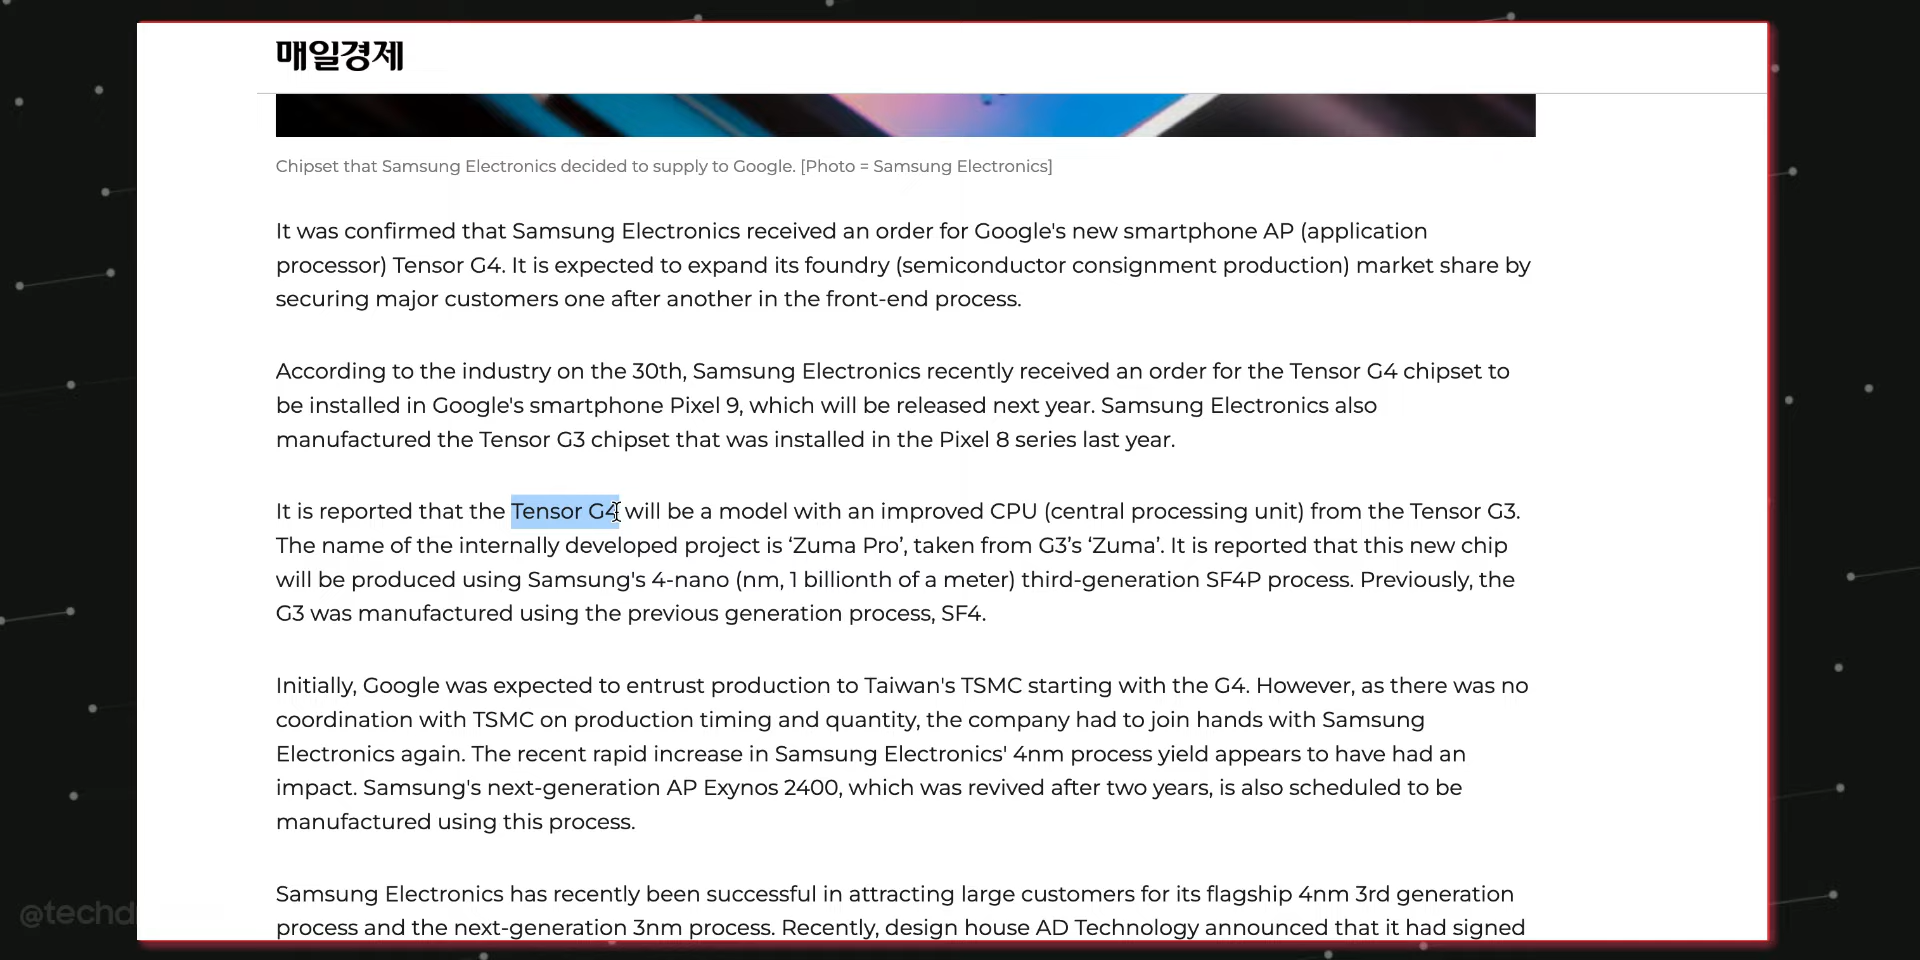 매일경제
Chipset that Samsung Electronics decided to supply to Google. [Photo = Samsung Electronics]
It was confirmed that Samsung Electronics received an order for Google's new smartphone AP (application
processor) Tensor G4. It is expected to expand its foundry (semiconductor consignment production) market share by
securing major customers one after another in the front-end process.
According to the industry on the 30th, Samsung Electronics recently received an order for the Tensor G4 chipset to
be installed in Google's smartphone Pixel 9, which will be released next year. Samsung Electronics also
manufactured the Tensor G3 chipset that was installed in the Pixel 8 series last year.
It is reported that the Tensor G4 will be a model with an improved CPU (central processing unit) from the Tensor G3.
The name of the internally developed project is ‘Zuma Pro’, taken from G3’s ‘Zuma’. It is reported that this new chip
will be produced using Samsung's 4-nano (nm, 1 billionth of a meter) third-generation SF4P process. Previously, the
G3 was manufactured using the previous generation process, SF4.
Initially, Google was expected to entrust production to Taiwan's TSMC starting with the G4. However, as there was no
coordination with TSMC on production timing and quantity, the company had to join hands with Samsung
Electronics again. The recent rapid increase in Samsung Electronics' 4nm process yield appears to have had an
impact. Samsung's next-generation AP Exynos 2400, which was revived after two years, is also scheduled to be
manufactured using this process.
Samsung Electronics has recently been successful in attracting large customers for its flagship 4nm 3rd generation
process and the next-generation 3nm process. Recently, design house AD Technology announced that it had signed
@techd